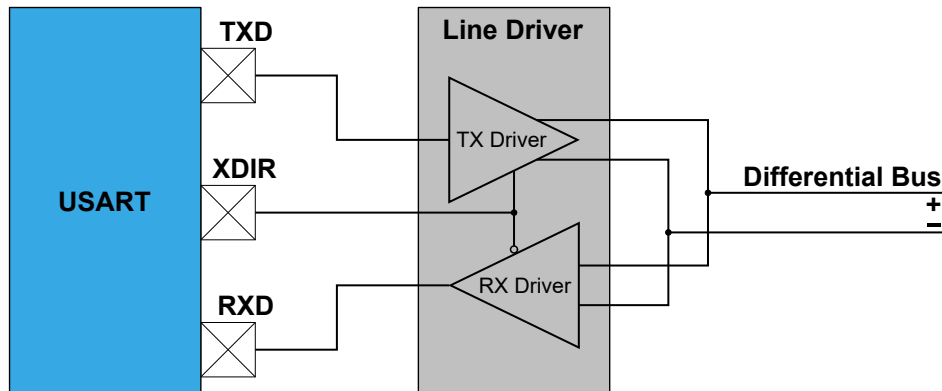 TXD
Line Driver
TX Driver
XDIR
USART
Differential Bus
+
−
RX Driver
RXD